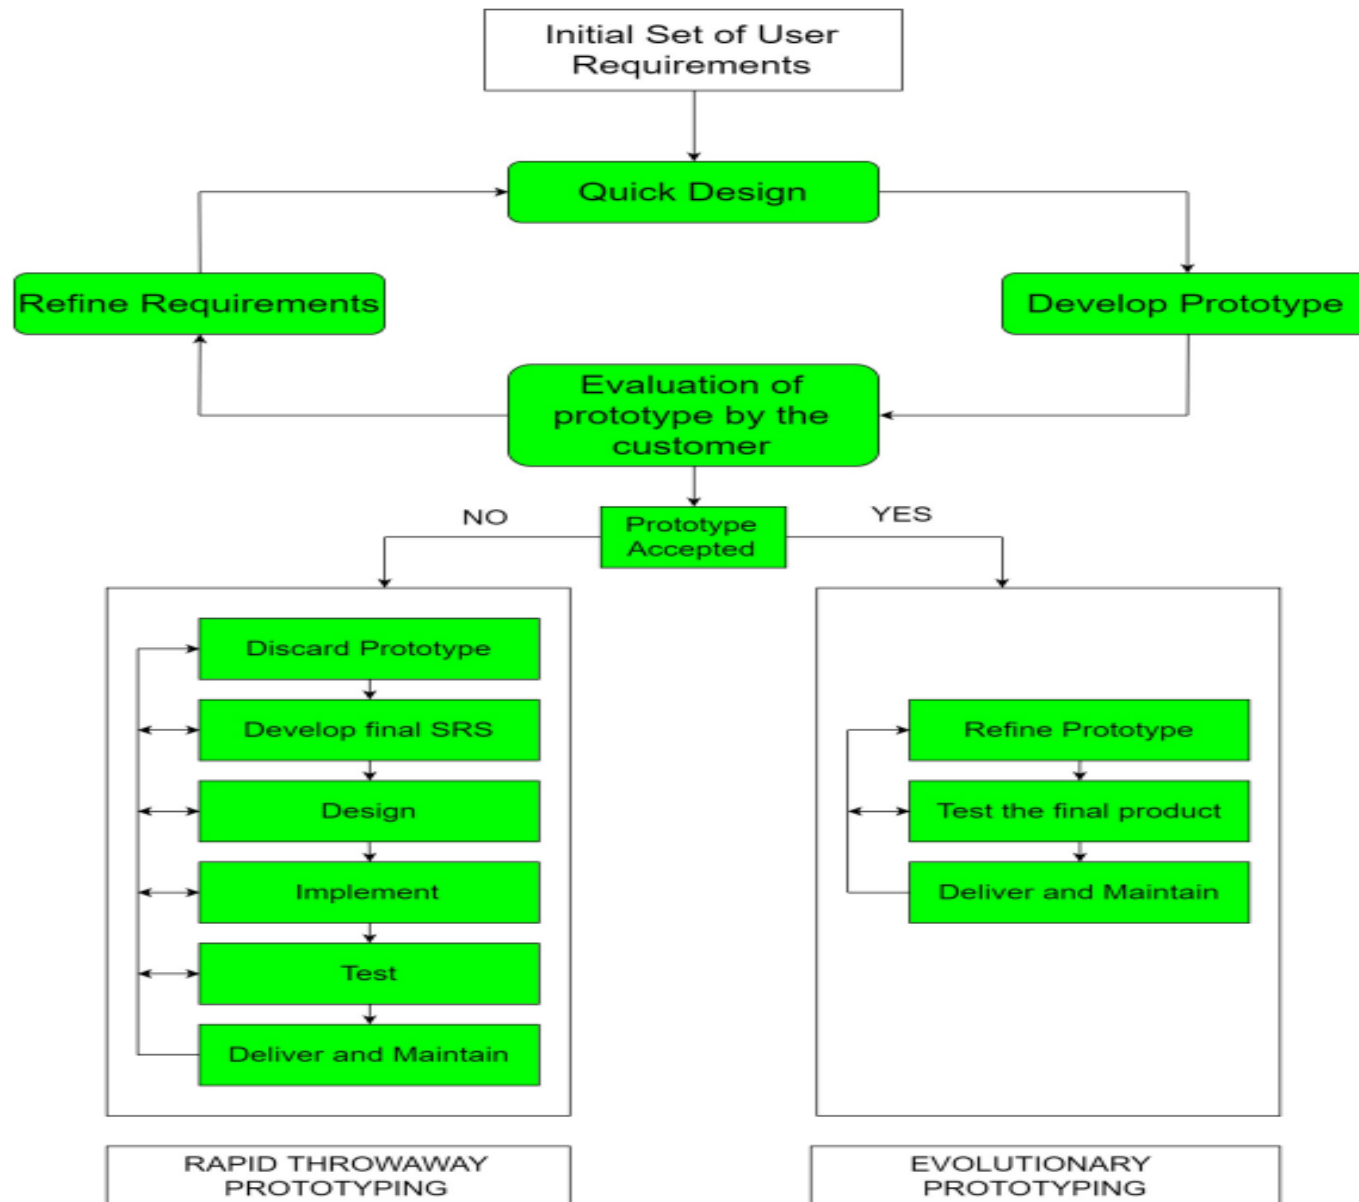 Initial Set of User
Requirements
Quick Design
Refine Requirements
Develop Prototype
Evaluation of
prototype by the
customer
NO
YES
Prototype
Accepted
Discard Prototype
Develop final SRS
Design
Implement
Test
Deliver and Maintain
Refine Prototype
Test the final product
Deliver and Maintain
RAPID THROWAWAY
PROTOTYPING
EVOLUTIONARY
PROTOTYPING